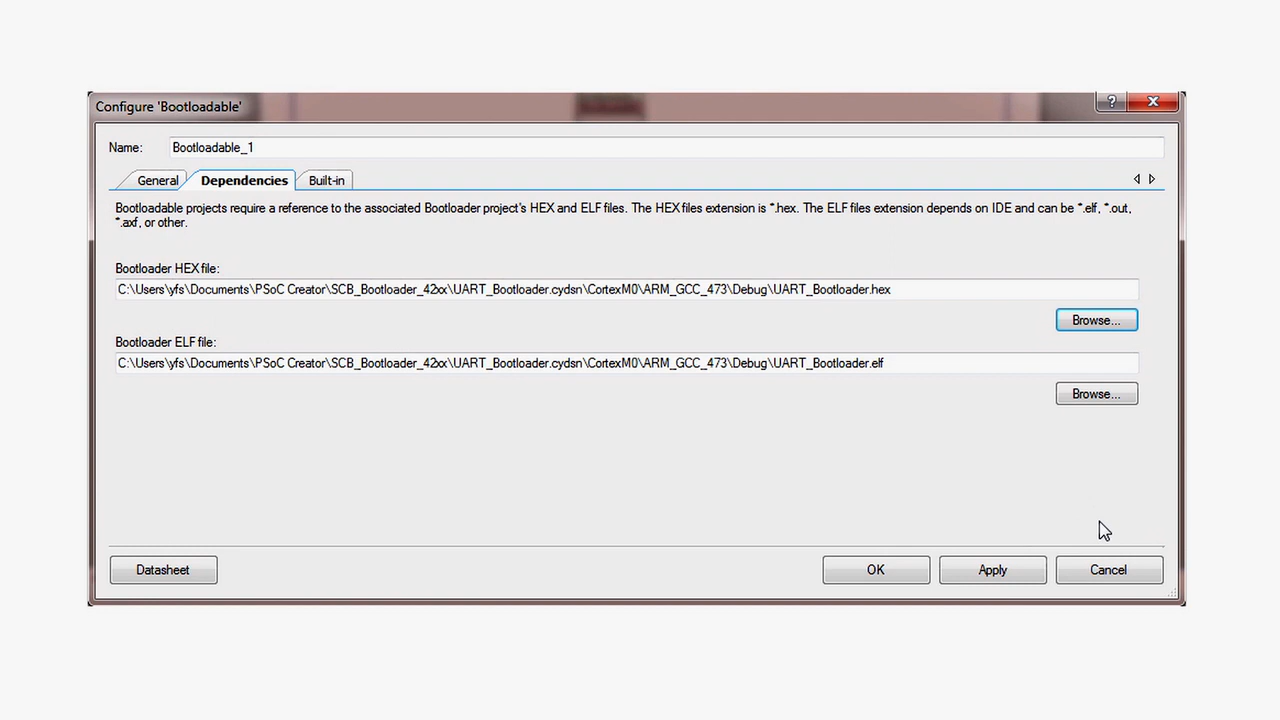 Configure 'Bootloadable'
?
Name:
Bootloadable_1
General
Dependencies
Built-in
Bootloadable projects require a reference to the associated Bootloader project's HEX and ELF files. The HEX files extension is *.hex. The ELF files extension depends on IDE and can be *.elf, *.out,
*.axf, or other.
Bootloader HEX file:
C:\Users\yfs\Documents\PSoC Creator\SCB_Bootloader_42xx\UART_Bootloader.cydsn\CortexM0\ARM_GCC_473\Debug\UART_Bootloader.hex
Browse...
Bootloader ELF file:
C:\Users\yfs\Documents\PSoC Creator\SCB_Bootloader_42xx\UART_Bootloader.cydsn\CortexM0\ARM_GCC_473\Debug\UART_Bootloader.elf
Browse...
Datasheet
OK
Apply
Cancel